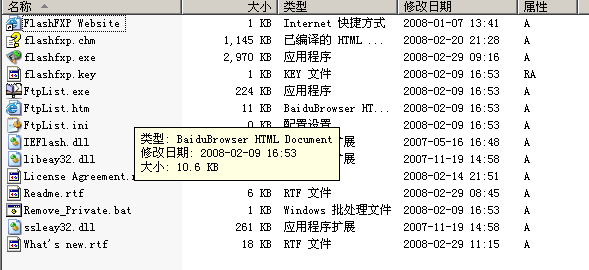 名称 大小 类型 修改日期 属性
FlashFXP Website 1 KB Internet 快捷方式 2008-01-07 13:41 A
flashfxp.chm 1,145 KB 已编译的 HTML ... 2008-02-20 21:28 A
flashfxp.exe 2,970 KB 应用程序 2008-02-29 09:16 A
flashfxp.key 1 KB KEY 文件 2008-02-09 16:53 RA
FtpList.exe 224 KB 应用程序 2008-02-09 16:53 A
FtpList.htm 11 KB BaiduBrowser HT... 2008-02-09 16:53 A
FtpList.ini 0 KB 配置设置 2008-02-09 16:53 A
IEFlash.dll 扩展 2007-05-16 16:48 A
libeay32.dll 扩展 2007-11-19 14:58 A
License Agreement. 2008-02-14 21:51 A
类型: BaiduBrowser HTML Document
修改日期: 2008-02-09 16:53
大小: 10.6 KB
Readme.rtf 6 KB RTF 文件 2008-02-29 08:45 A
Remove_Private.bat 1 KB Windows 批处理文件 2008-02-09 16:53 A
ssleay32.dll 261 KB 应用程序扩展 2007-11-19 14:58 A
What's new.rtf 18 KB RTF 文件 2008-02-29 11:15 A